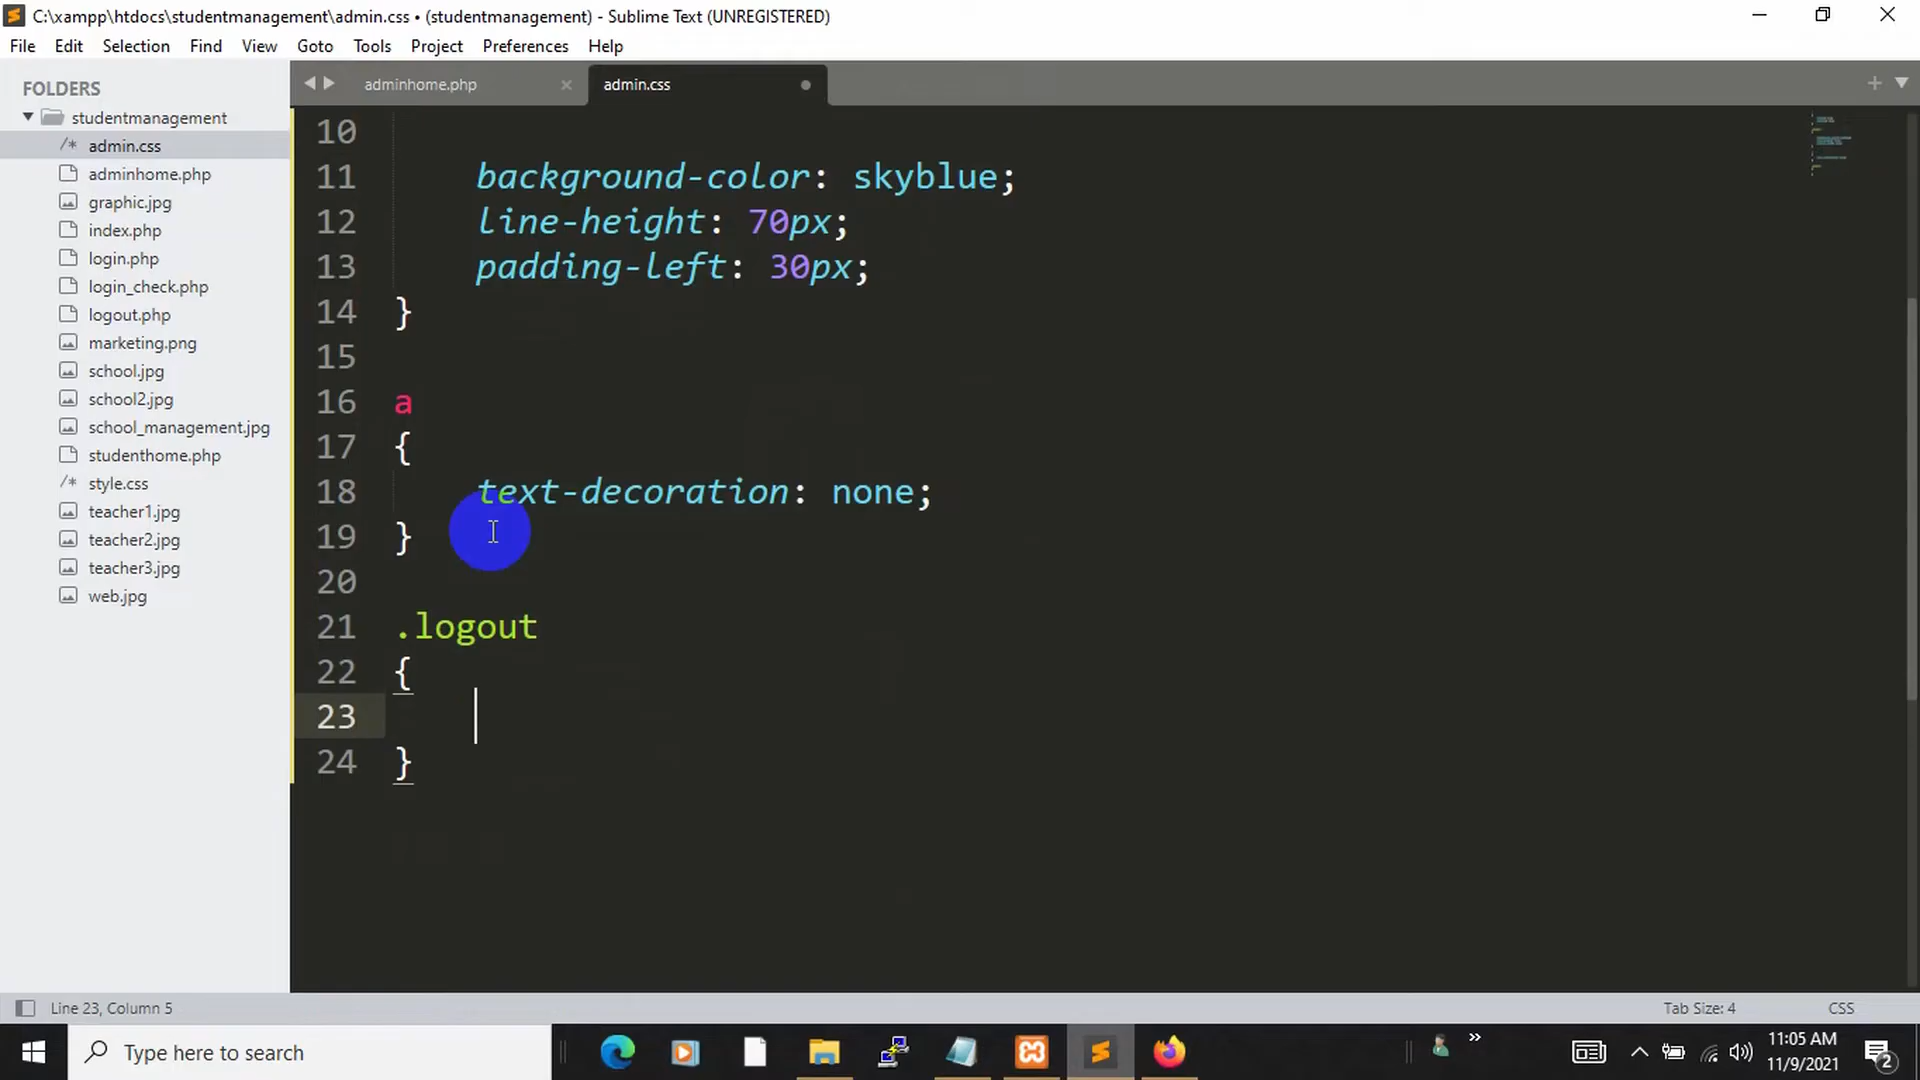 C:\xampp\htdocs\studentmanagement\admin.css • (studentmanagement) - Sublime Text (UNREGISTERED)
File Edit Selection Find View Goto Tools Project Preferences Help
FOLDERS
studentmanagement
/* admin.css
adminhome.php
graphic.jpg
index.php
login.php
login_check.php
logout.php
marketing.png
school.jpg
school2.jpg
school_management.jpg
studenthome.php
/* style.css
teacher1.jpg
teacher2.jpg
teacher3.jpg
web.jpg
adminhome.php × admin.css
10
11 background-color: skyblue;
12 line-height: 70px;
13 padding-left: 30px;
14 }
15
16 a
17 {
18 text-decoration: none;
19 }
20
21 .logout
22 {
23
24 }
Line 23, Column 5
Tab Size: 4 CSS
Type here to search
11:05 AM
11/9/2021
2